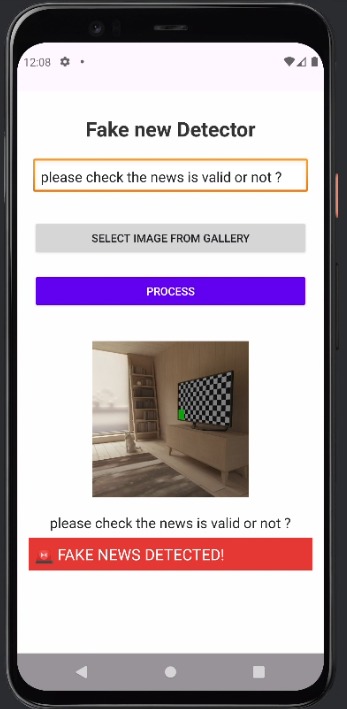 12:08
Fake new Detector
please check the news is valid or not ?
SELECT IMAGE FROM GALLERY
PROCESS
please check the news is valid or not ?
🚨 FAKE NEWS DETECTED!